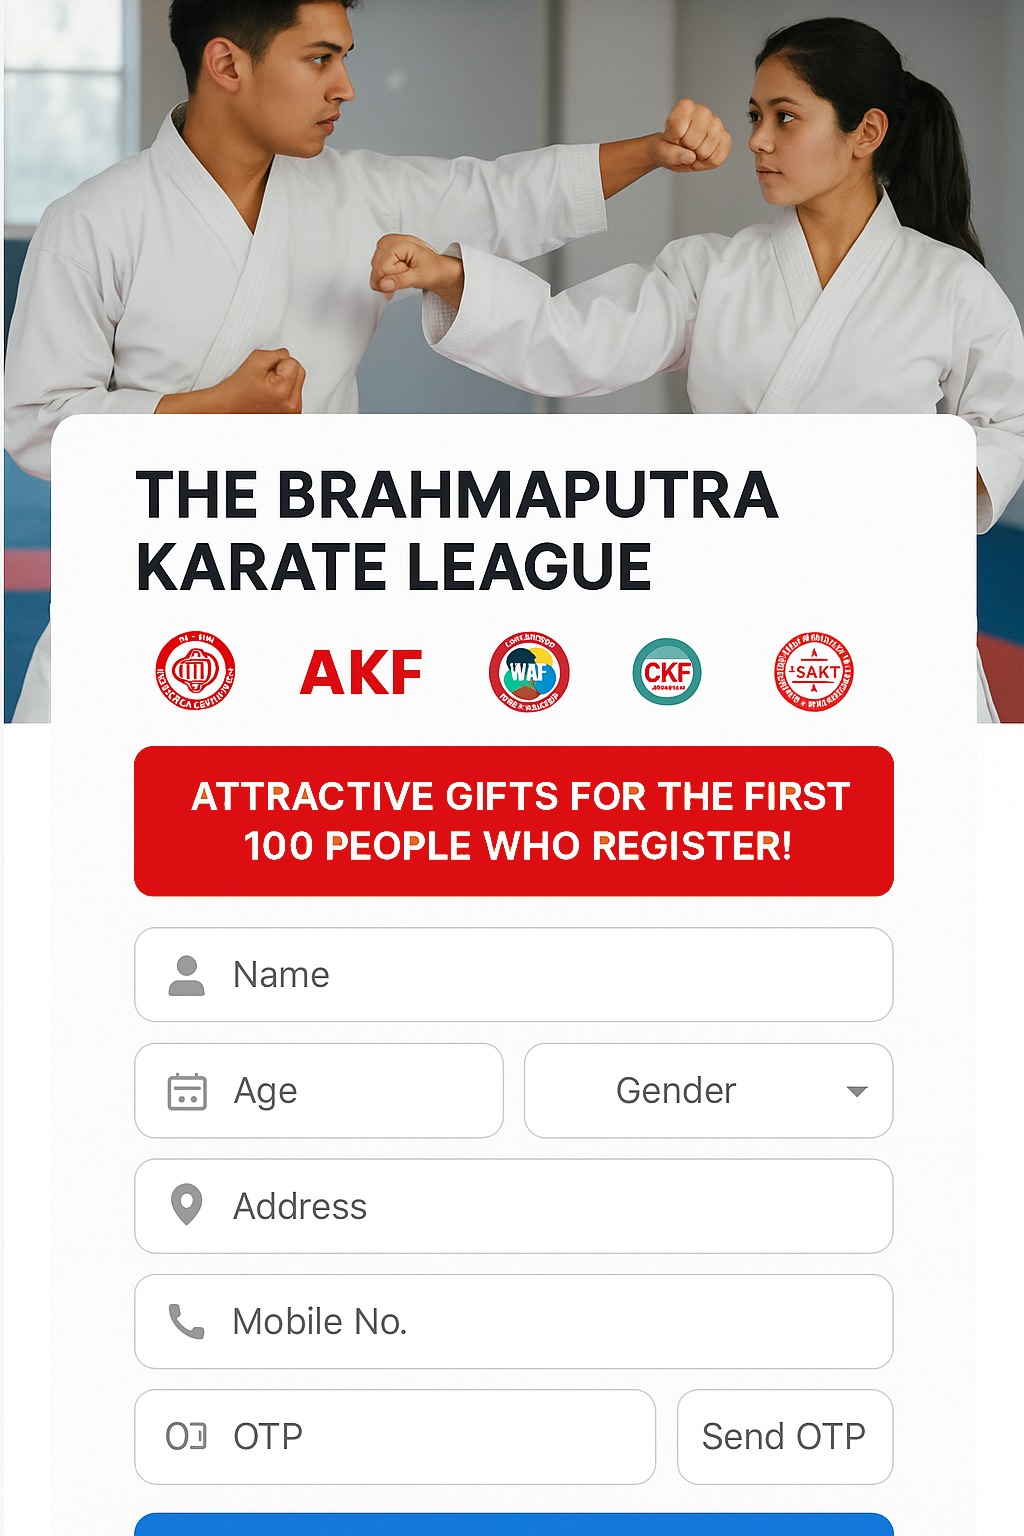 THE BRAHMAPUTRA
KARATE LEAGUE
AKF
WAF
CKF
SAKT
ATTRACTIVE GIFTS FOR THE FIRST
100 PEOPLE WHO REGISTER!
Name
Age
Gender
Address
Mobile No.
OTP
Send OTP